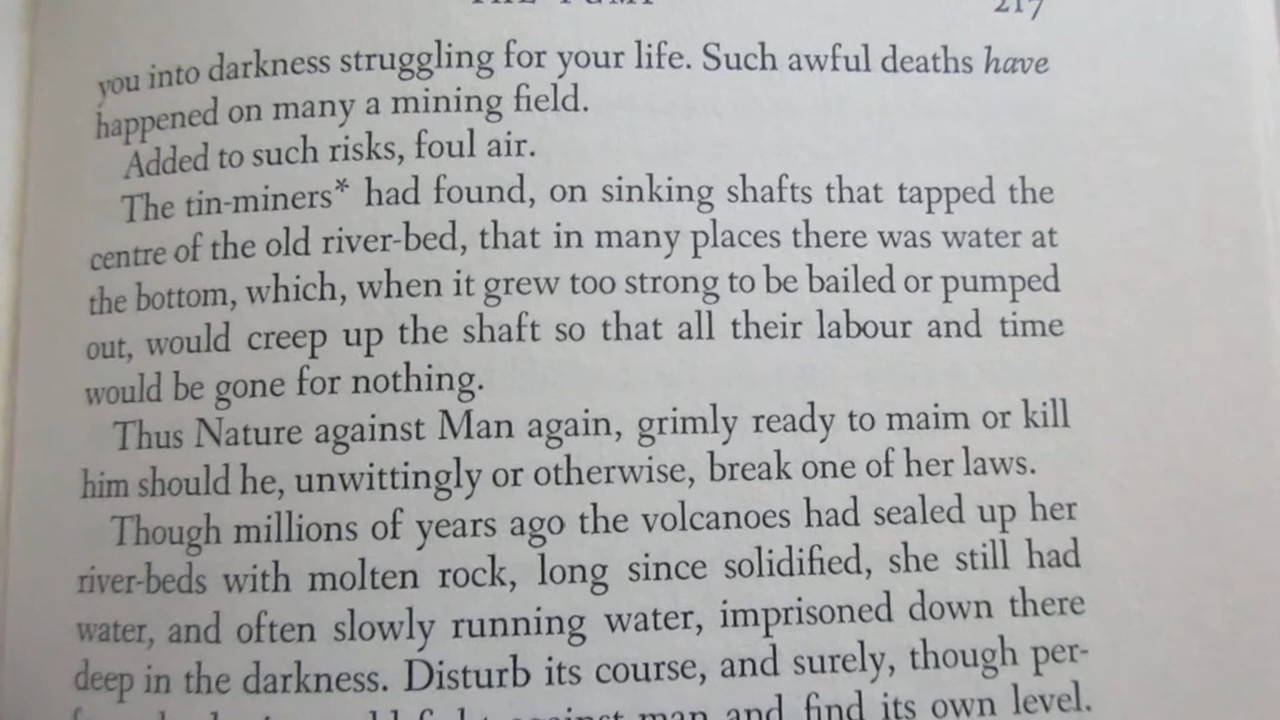 217
you into darkness struggling for your life. Such awful deaths have
happened on many a mining field.
Added to such risks, foul air.
The tin-miners* had found, on sinking shafts that tapped the
centre of the old river-bed, that in many places there was water at
the bottom, which, when it grew too strong to be bailed or pumped
out, would creep up the shaft so that all their labour and time
would be gone for nothing.
Thus Nature against Man again, grimly ready to maim or kill
him should he, unwittingly or otherwise, break one of her laws.
Though millions of years ago the volcanoes had sealed up her
river-beds with molten rock, long since solidified, she still had
water, and often slowly running water, imprisoned down there
deep in the darkness. Disturb its course, and surely, though per-
against man and find its own level.